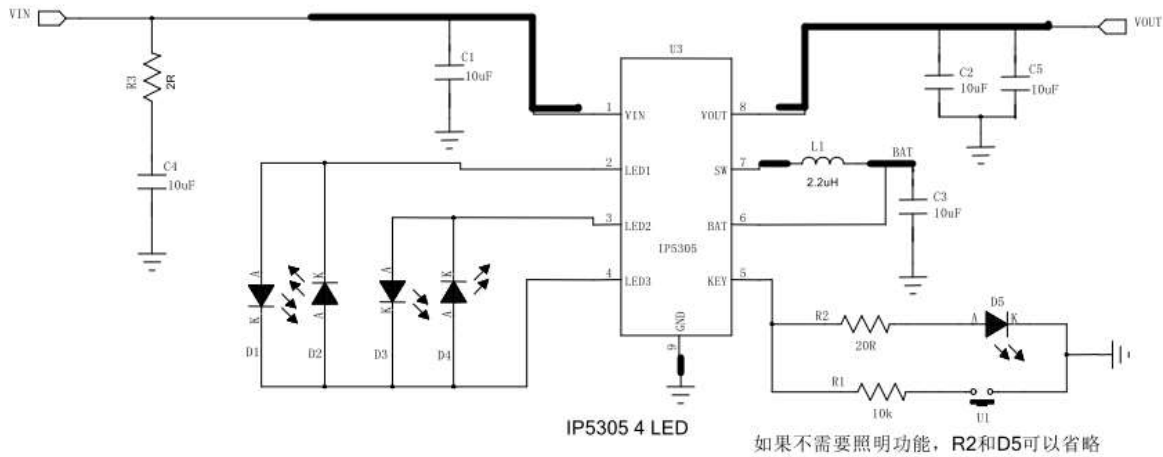 VIN
VOUT
R3
2R
C4
10uF
C1
10uF
U3
C2
10uF
C5
10uF
1
VIN
2
LED1
3
LED2
4
LED3
VOUT
8
SW
7
BAT
6
KEY
5
IP5305
GND
9
L1
2.2uH
BAT
C3
10uF
A
K
D1
K
A
D2
A
K
D3
K
A
D4
R2
20R
A
D5
K
R1
10k
U1
IP5305 4 LED
如果不需要照明功能，R2和D5可以省略